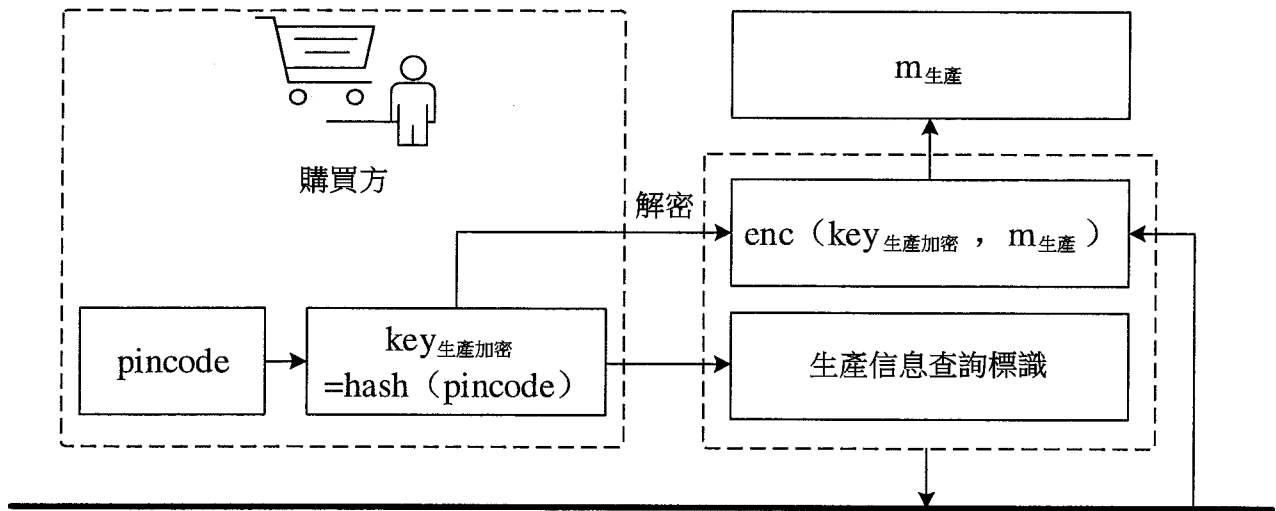 m生產
購買方
解密
enc（key生產加密 ，m生產）
pincode
key生產加密
=hash（pincode）
生產信息查詢標識